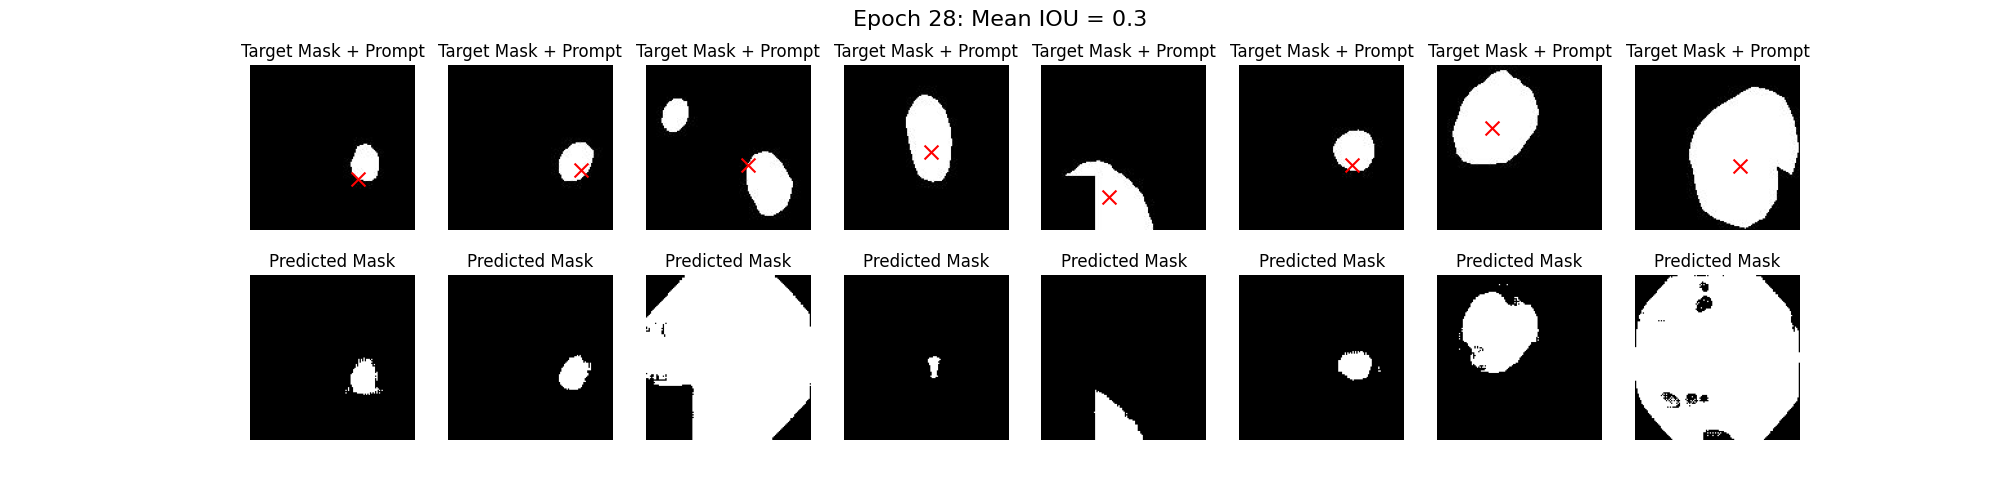 Epoch 28: Mean IOU = 0.3
Target Mask + Prompt Target Mask + Prompt Target Mask + Prompt Target Mask + Prompt Target Mask + Prompt Target Mask + Prompt Target Mask + Prompt Target Mask + Prompt
Predicted Mask Predicted Mask Predicted Mask Predicted Mask Predicted Mask Predicted Mask Predicted Mask Predicted Mask